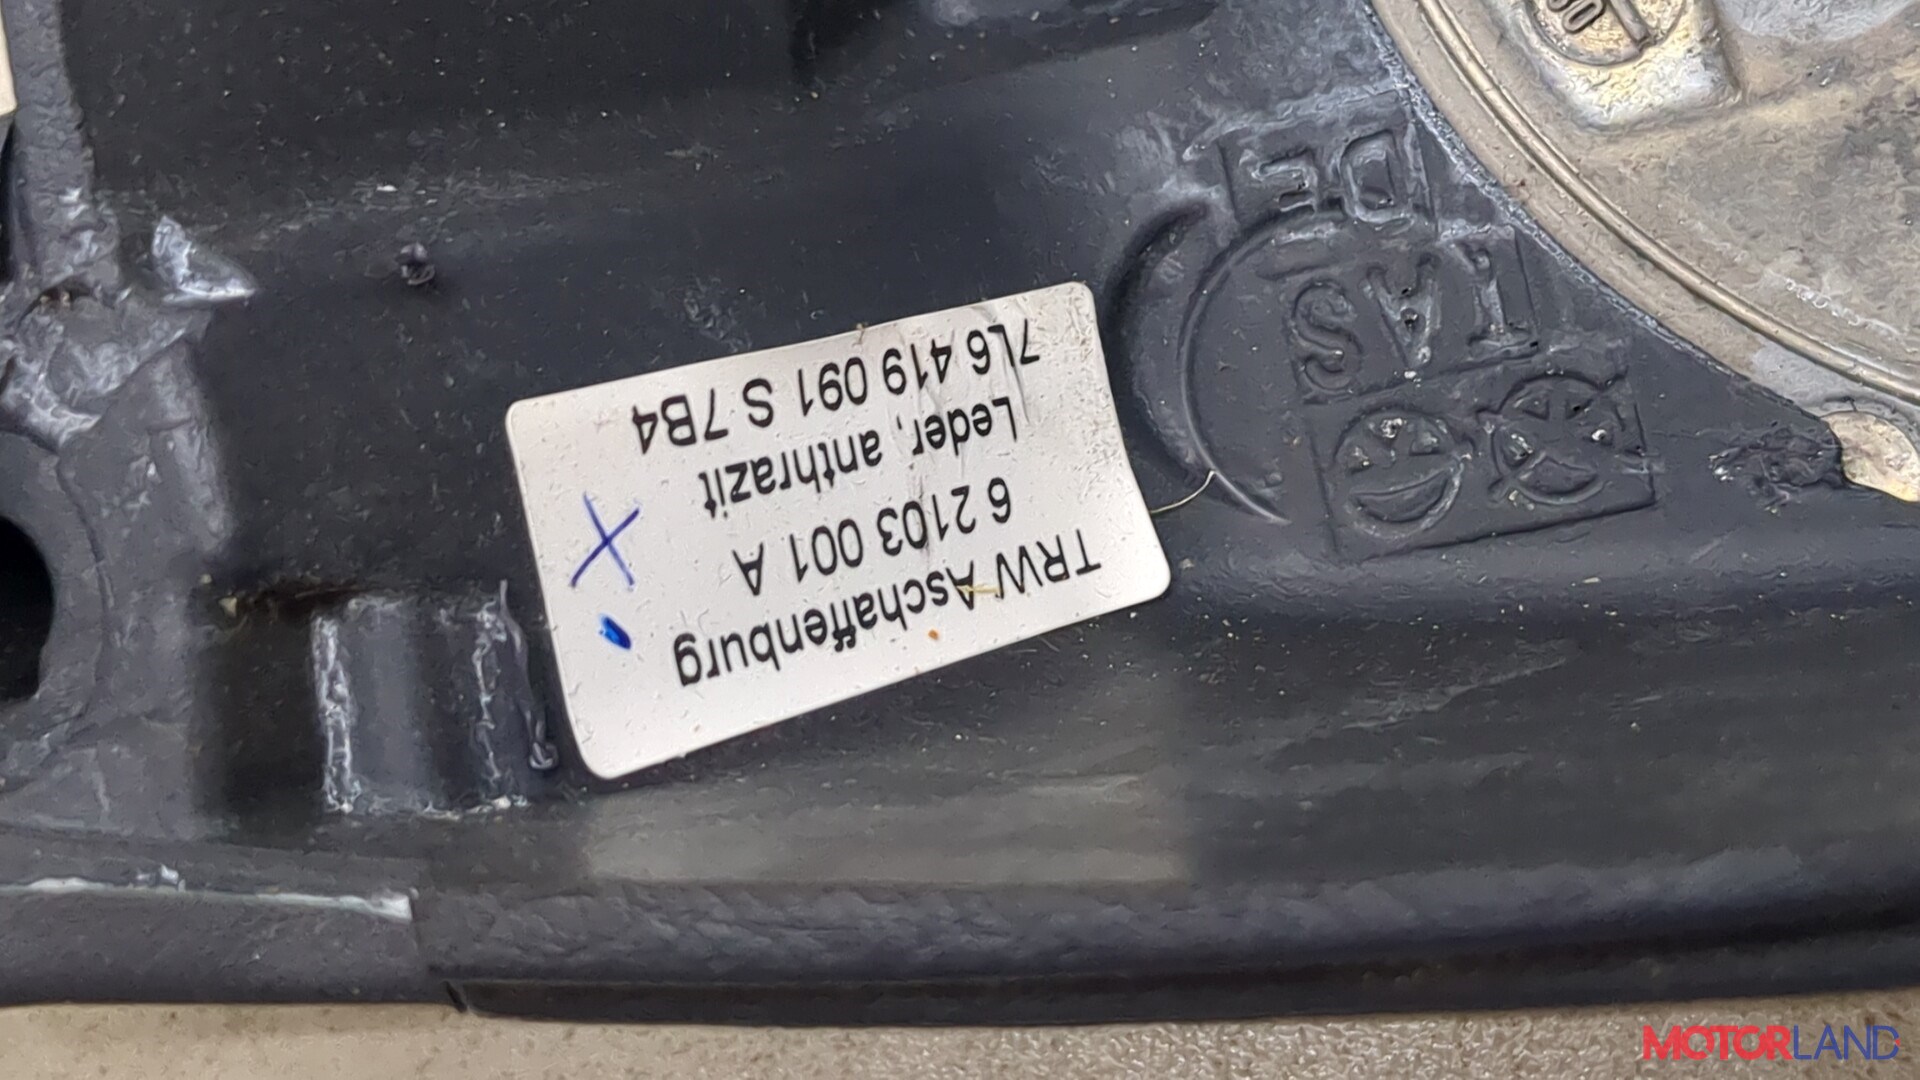 TRW Aschaffenburg
6 2103 001 A
Leder, anthrazit
7L6 419 091 S 7B4
TAS
DE
MOTORLAND